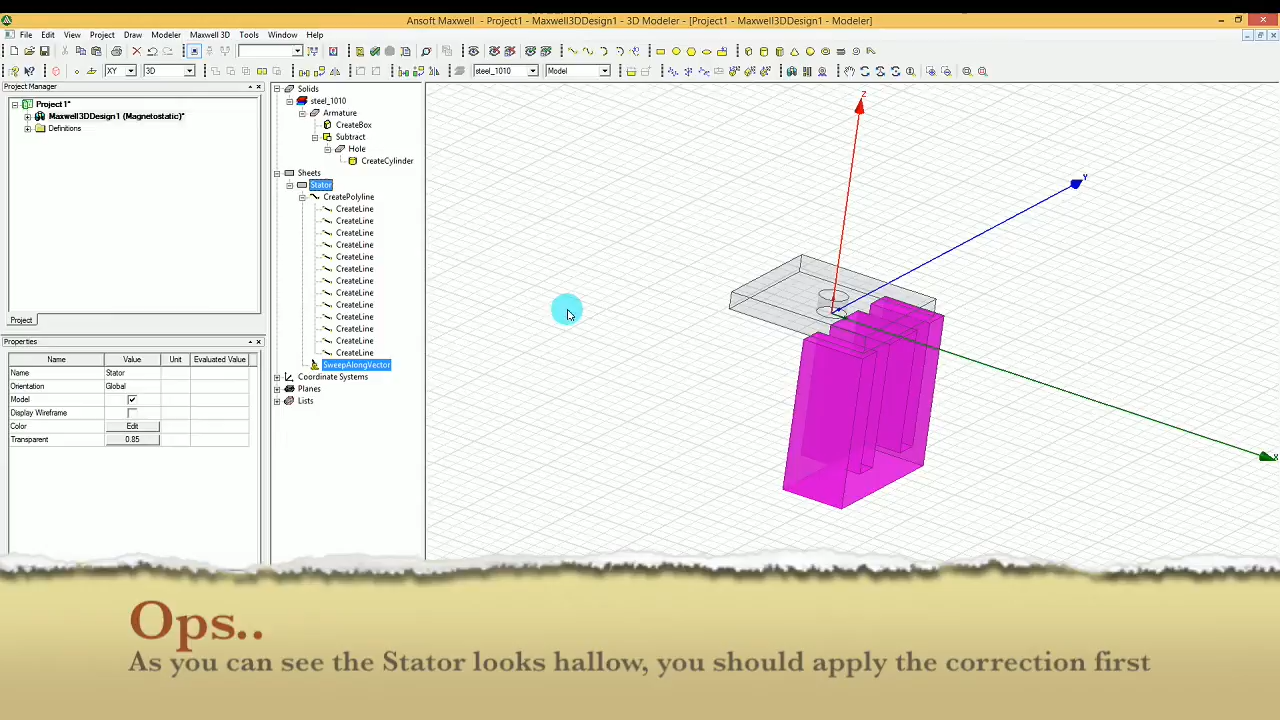 Ansoft Maxwell - Project1 - Maxwell3DDesign1 - 3D Modeler - [Project1 - Maxwell3DDesign1 - Modeler]
File Edit View Project Draw Modeler Maxwell 3D Tools Window Help
XY 3D steel_1010 Model
Project Manager
Project1*
Maxwell3DDesign1 (Magnetostatic)*
Definitions
Project
Properties
Name Value Unit Evaluated Value
Name Stator
Orientation Global
Model
Display Wireframe
Color Edit
Transparent 0.85
Solids
steel_1010
Armature
CreateBox
Subtract
Hole
CreateCylinder
Sheets
Stator
CreatePolyline
CreateLine
CreateLine
CreateLine
CreateLine
CreateLine
CreateLine
CreateLine
CreateLine
CreateLine
CreateLine
CreateLine
CreateLine
CreateLine
SweepAlongVector
Coordinate Systems
Planes
Lists
Z
Y
X
Ops..
As you can see the Stator looks hallow, you should apply the correction first